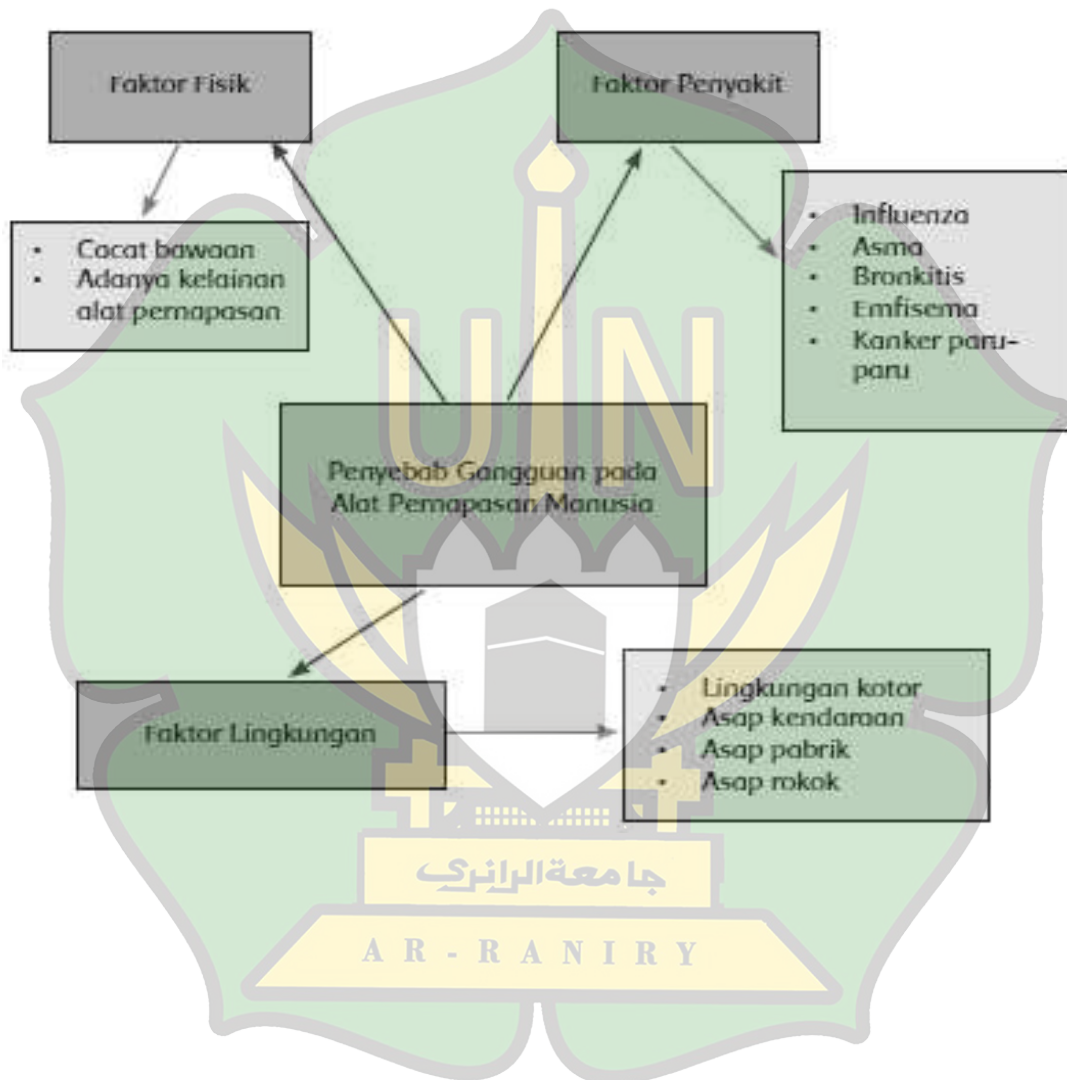 Faktor Fisik
Faktor Penyakit
• Cacat bawaan
• Adanya kelainan
alat pernapasan
• Influenza
• Asma
• Bronkitis
• Emfisema
• Kanker paru-
paru
UIN
Penyebab Gangguan pada
Alat Pernapasan Manusia
Faktor Lingkungan
• Lingkungan kotor
• Asap kendaraan
• Asap pabrik
• Asap rokok
جامعة الرانري
AR-RANIRY